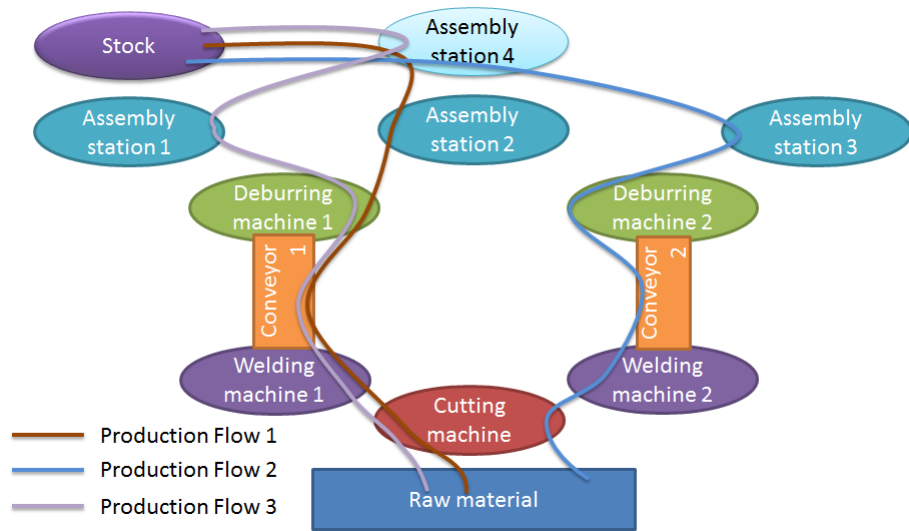 Stock
Assembly
station 4
Assembly
station 1
Assembly
station 2
Assembly
station 3
Deburring
machine 1
Deburring
machine 2
Conveyor
1
Conveyor
2
Welding
machine 1
Welding
machine 2
Cutting
machine
Production Flow 1
Production Flow 2
Production Flow 3
Raw material